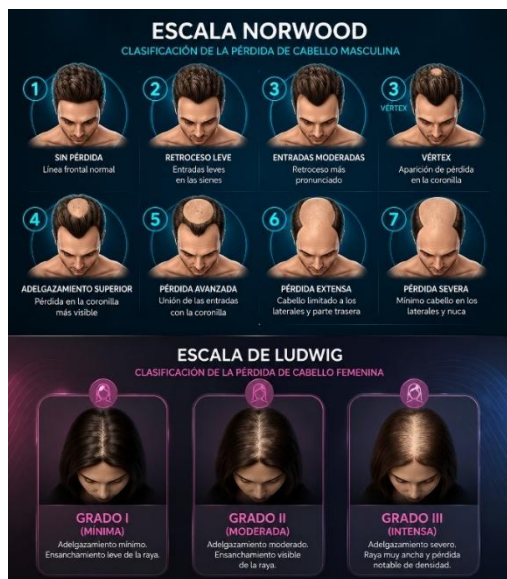 ESCALA NORWOOD
CLASIFICACIÓN DE LA PÉRDIDA DE CABELLO MASCULINA
1
SIN PÉRDIDA
Línea frontal normal
2
RETROCESO LEVE
Entradas leves
en las sienes
3
ENTRADAS MODERADAS
Retroceso más
pronunciado
3
VÉRTEX
VÉRTEX
Aparición de pérdida
en la coronilla
4
ADELGAZAMIENTO SUPERIOR
Pérdida en la coronilla
más visible
5
PÉRDIDA AVANZADA
Unión de las entradas
con la coronilla
6
PÉRDIDA EXTENSA
Cabello limitado a los
laterales y parte trasera
7
PÉRDIDA SEVERA
Mínimo cabello en los
laterales y nuca
ESCALA DE LUDWIG
CLASIFICACIÓN DE LA PÉRDIDA DE CABELLO FEMENINA
GRADO I
(MÍNIMA)
Adelgazamiento mínimo.
Ensanchamiento leve de la raya.
GRADO II
(MODERADA)
Adelgazamiento moderado.
Ensanchamiento visible
de la raya.
GRADO III
(INTENSA)
Adelgazamiento severo.
Raya muy ancha y pérdida
notable de densidad.